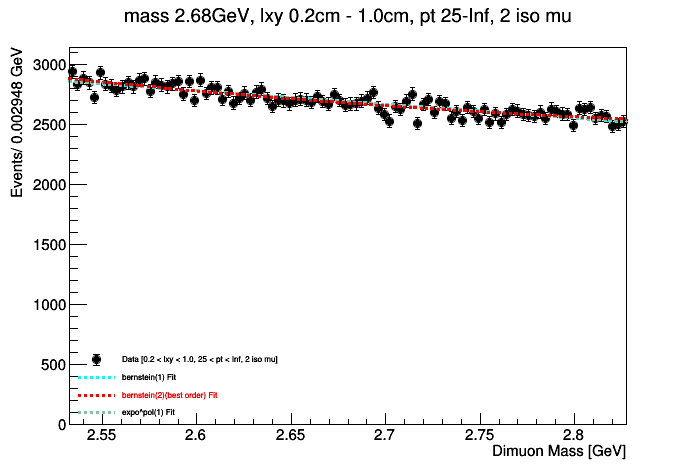 mass 2.68GeV, lxy 0.2cm - 1.0cm, pt 25-Inf, 2 iso mu
Events/ 0.002948 GeV
3000
2500
2000
1500
1000
500
0
Data [0.2 < lxy < 1.0, 25 < pt < Inf, 2 iso mu]
bernstein(1) Fit
bernstein(2)(best order) Fit
expo*pol(1) Fit
2.55
2.6
2.65
2.7
2.75
2.8
Dimuon Mass [GeV]